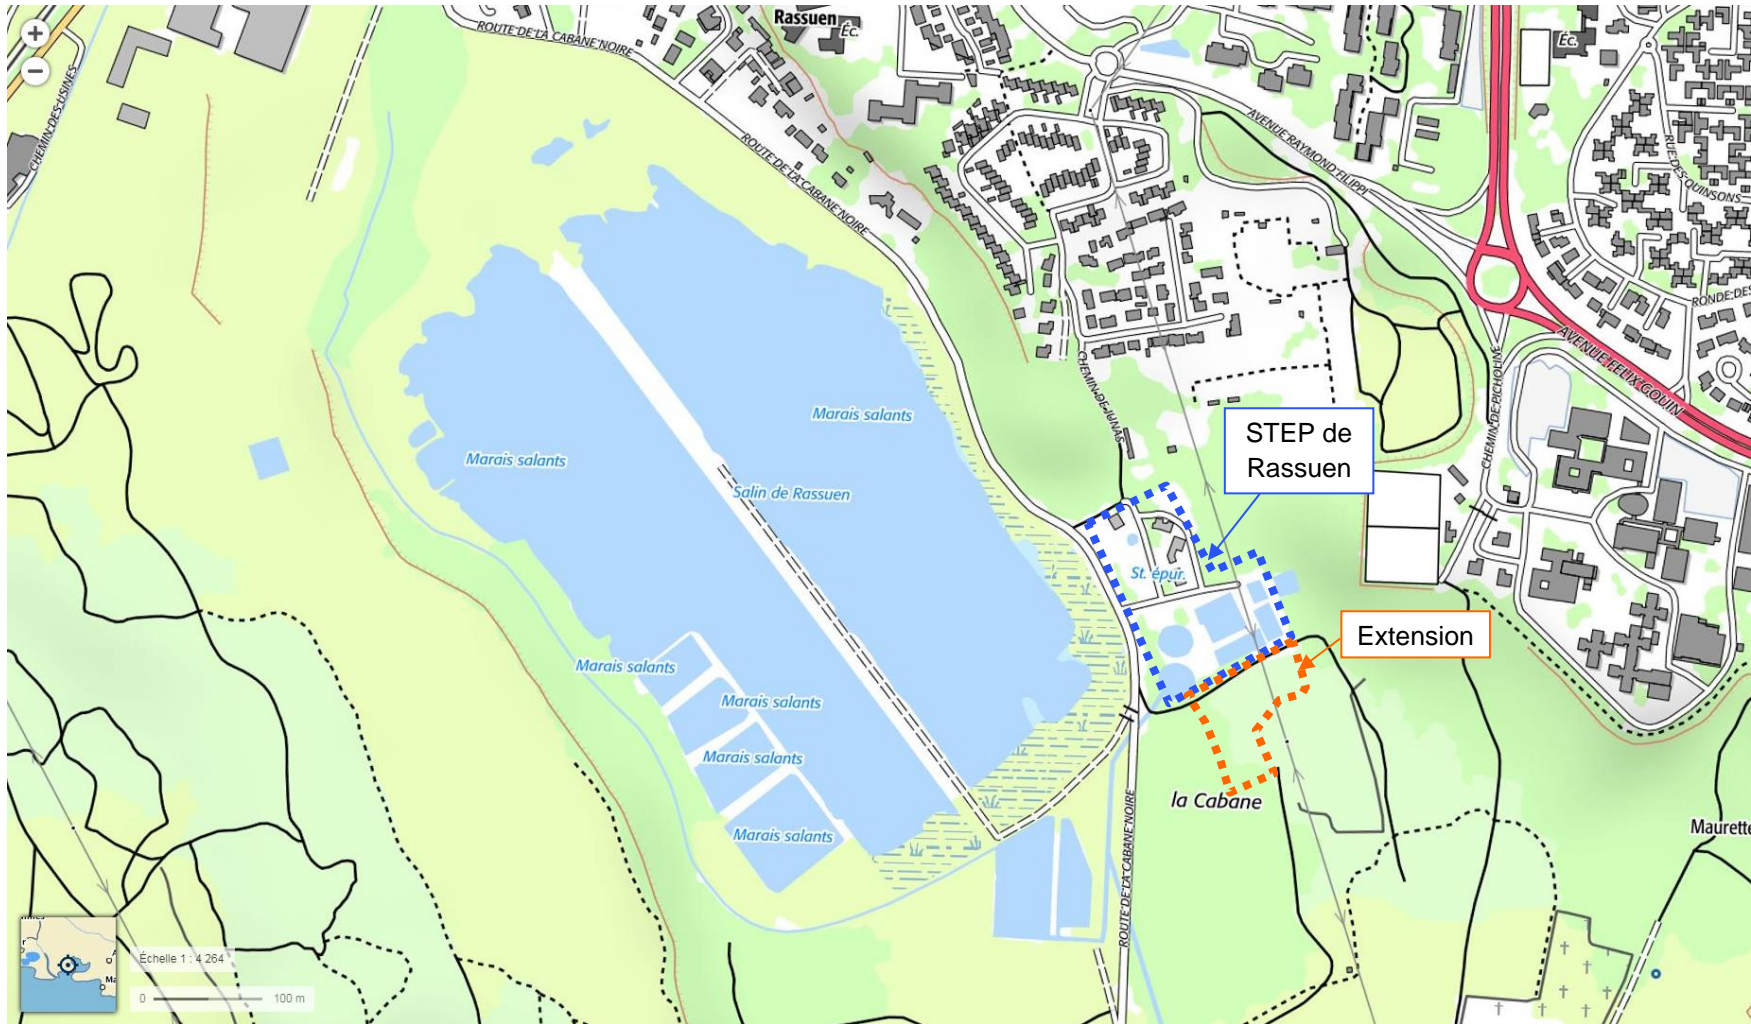 Rassuen
Éc.
Éc.
ROUTE DE LA CABANE NOIRE
CHEMIN DES USINES
ROUTE DE LA CABANE NOIRE
AVENUE RAYMOND FILIPPI
RUE DES QUINSONS
RONDE DES
AVENUE FELIX GOUIN
CHEMIN DE PICHOLINE
CHEMIN DE JUNAS
Marais salants
Marais salants
Salin de Rassuen
STEP de
Rassuen
St. épur.
Extension
Marais salants
Marais salants
Marais salants
Marais salants
la Cabane
Maurette
ROUTE DE LA CABANE NOIRE
Échelle 1 : 4 264
0
100 m